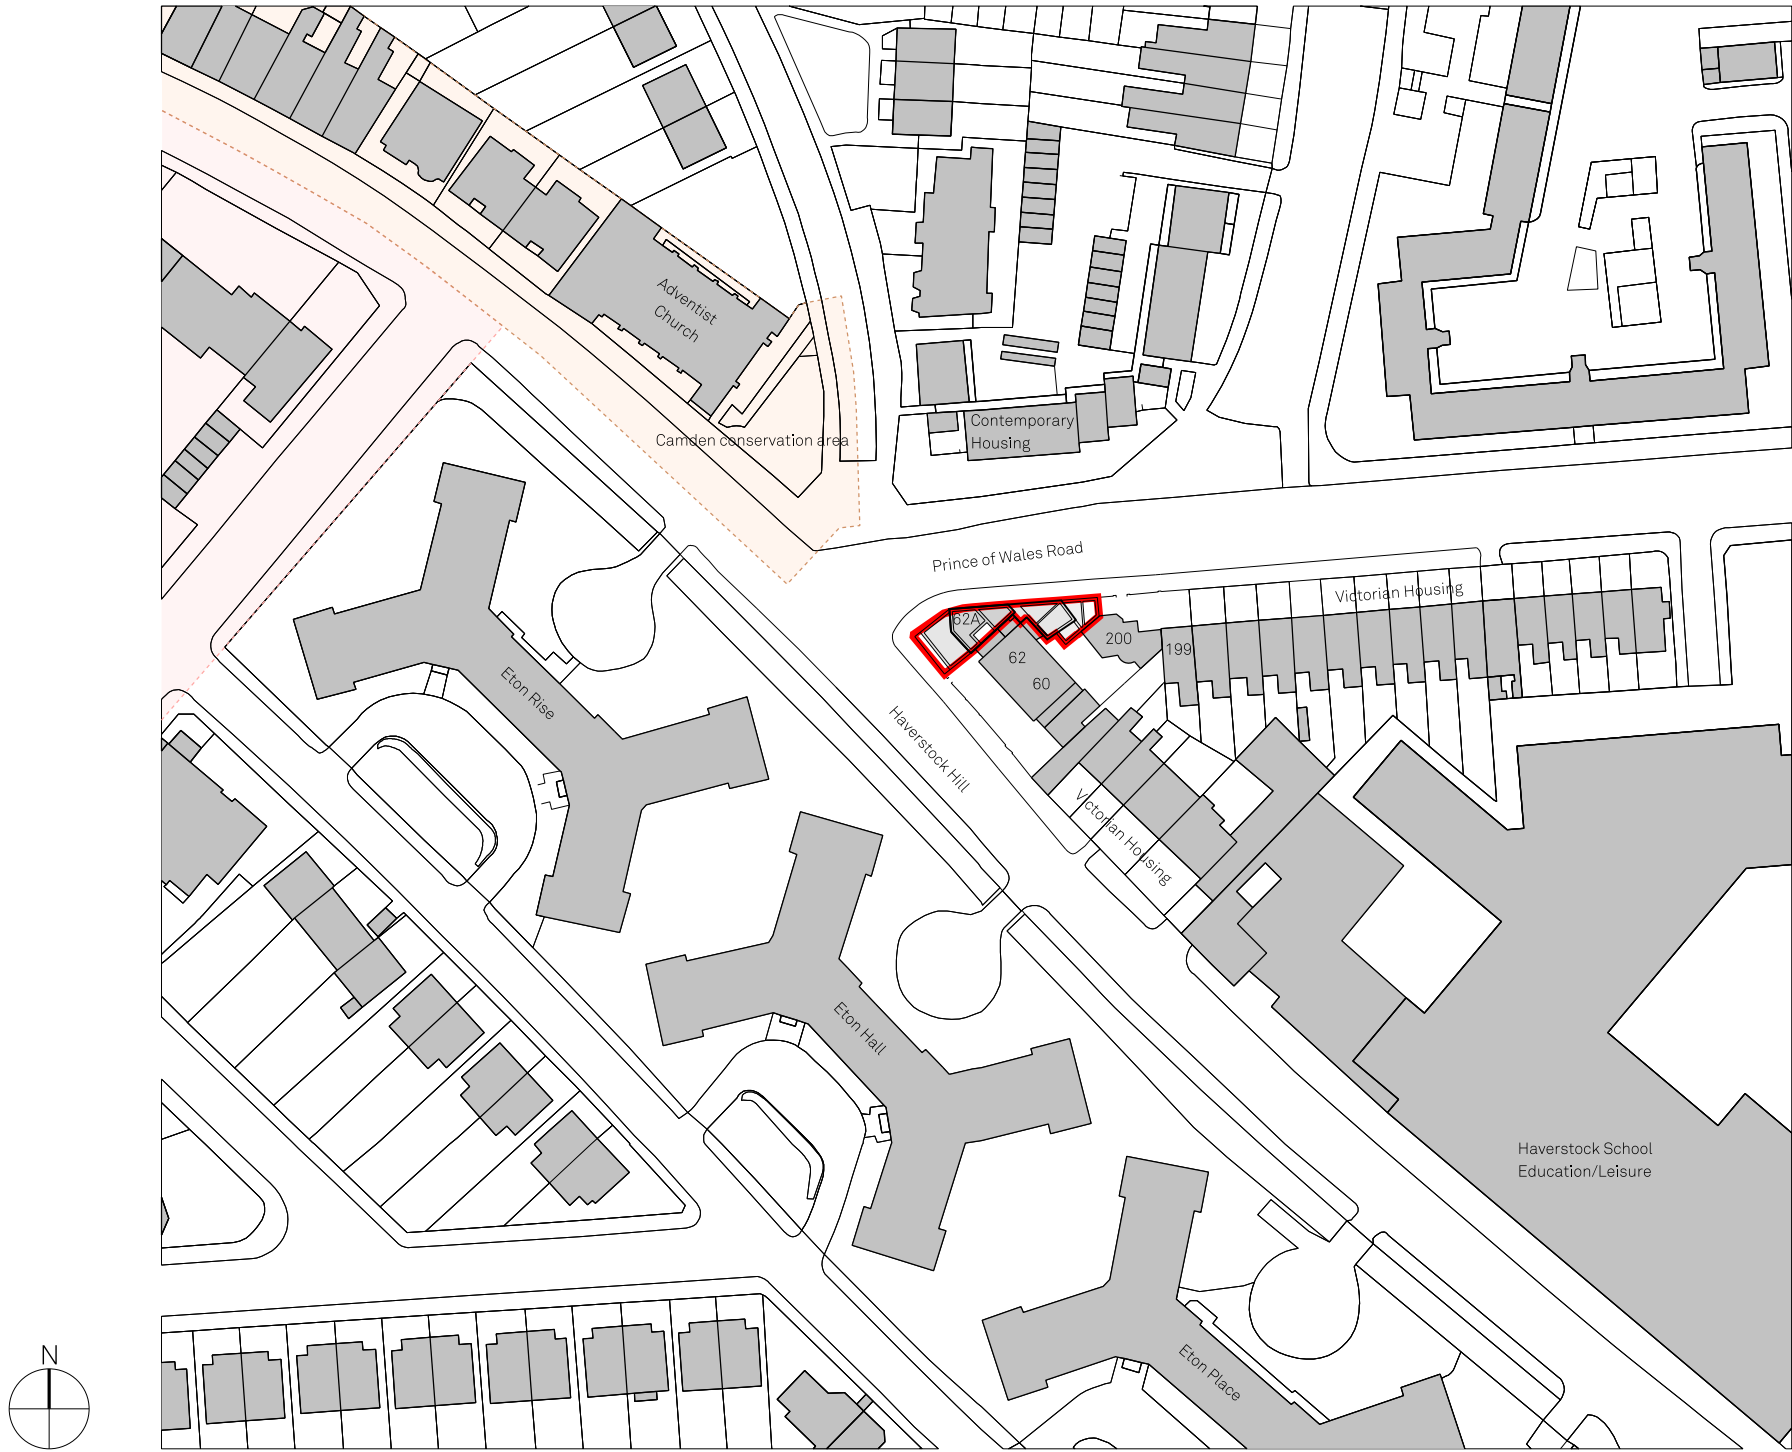 Adventist
Church
Camden conservation area
Contemporary
Housing
Prince of Wales Road
Victorian Housing
62A
200
199
62
60
Eton Rise
Haverstock Hill
Victorian Housing
Eton Hall
Haverstock School
Education/Leisure
Eton Place
N